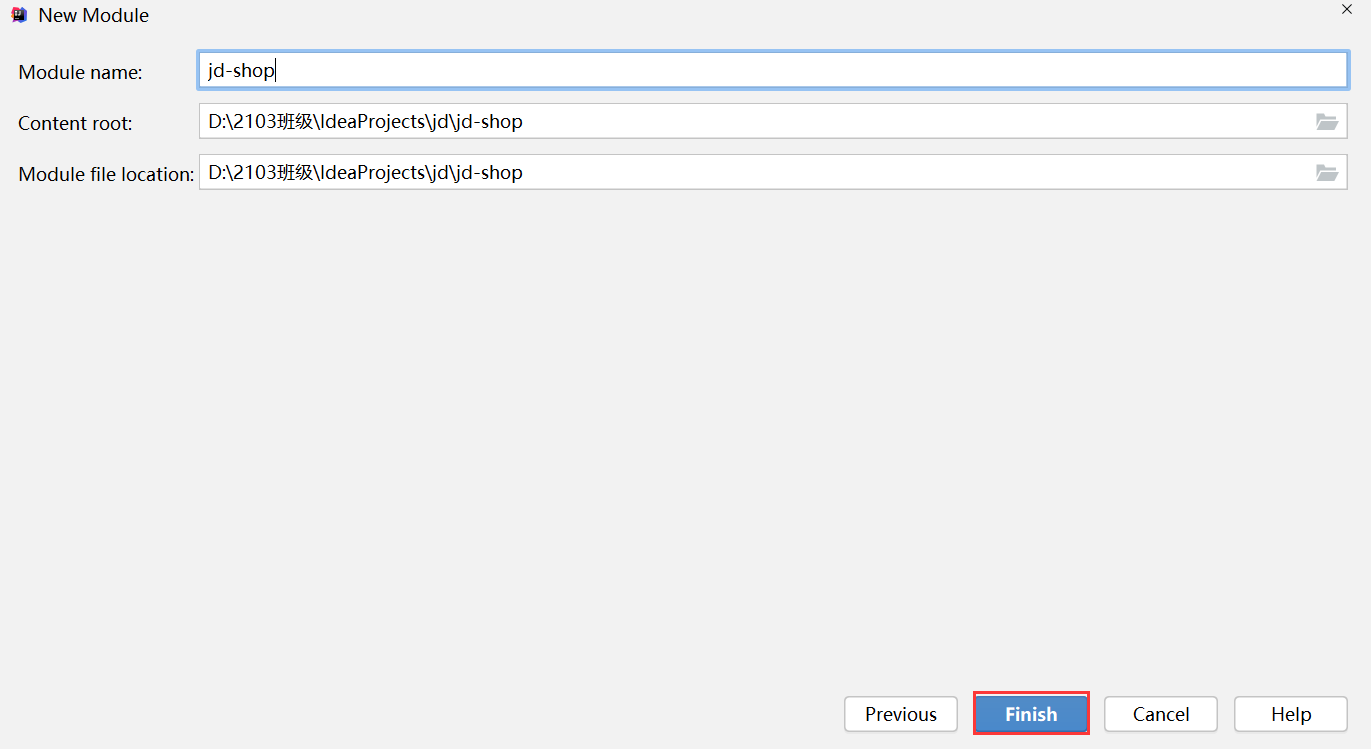 New Module
Module name: jd-shop
Content root: D:\2103班级\IdeaProjects\jd\jd-shop
Module file location: D:\2103班级\IdeaProjects\jd\jd-shop
Previous Finish Cancel Help